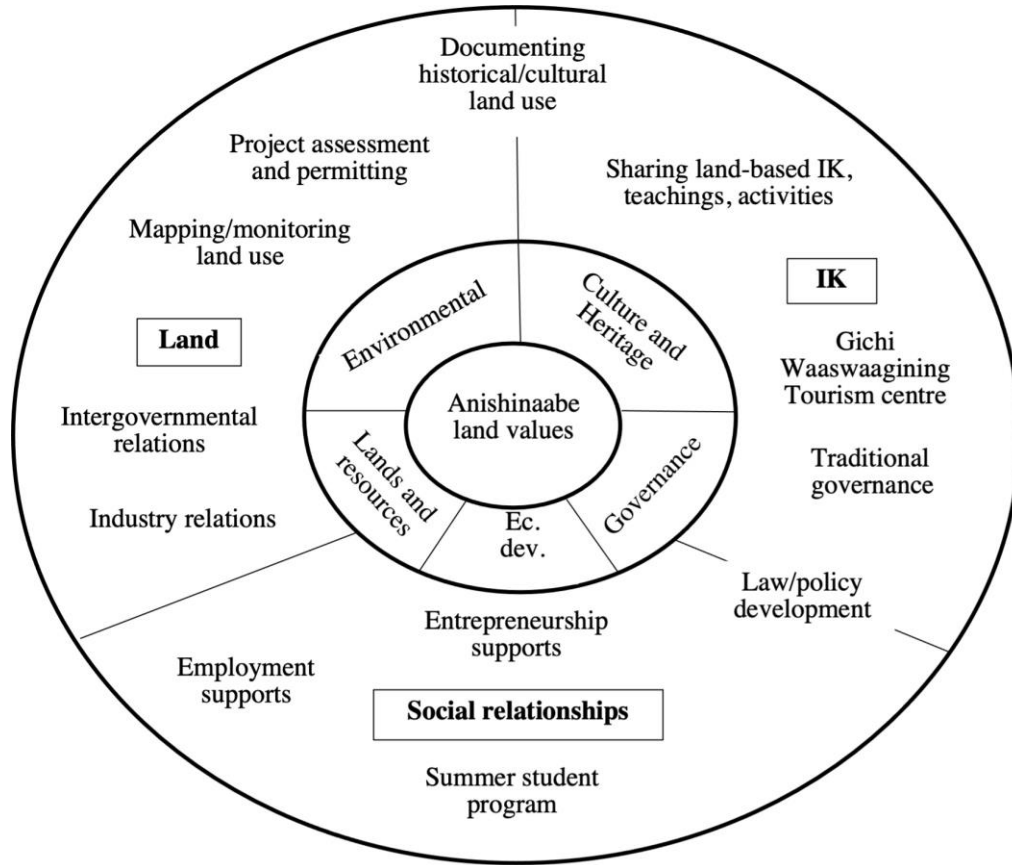 Documenting
historical/cultural
land use
Project assessment
and permitting
Sharing land-based IK,
teachings, activities
Mapping/monitoring
land use
IK
Environmental
Culture and
Heritage
Land
Gichi
Waaswaagining
Tourism centre
Anishinaabe
land values
Intergovernmental
relations
Lands and
resources
Ec.
dev.
Governance
Traditional
governance
Industry relations
Law/policy
development
Entrepreneurship
supports
Employment
supports
Social relationships
Summer student
program